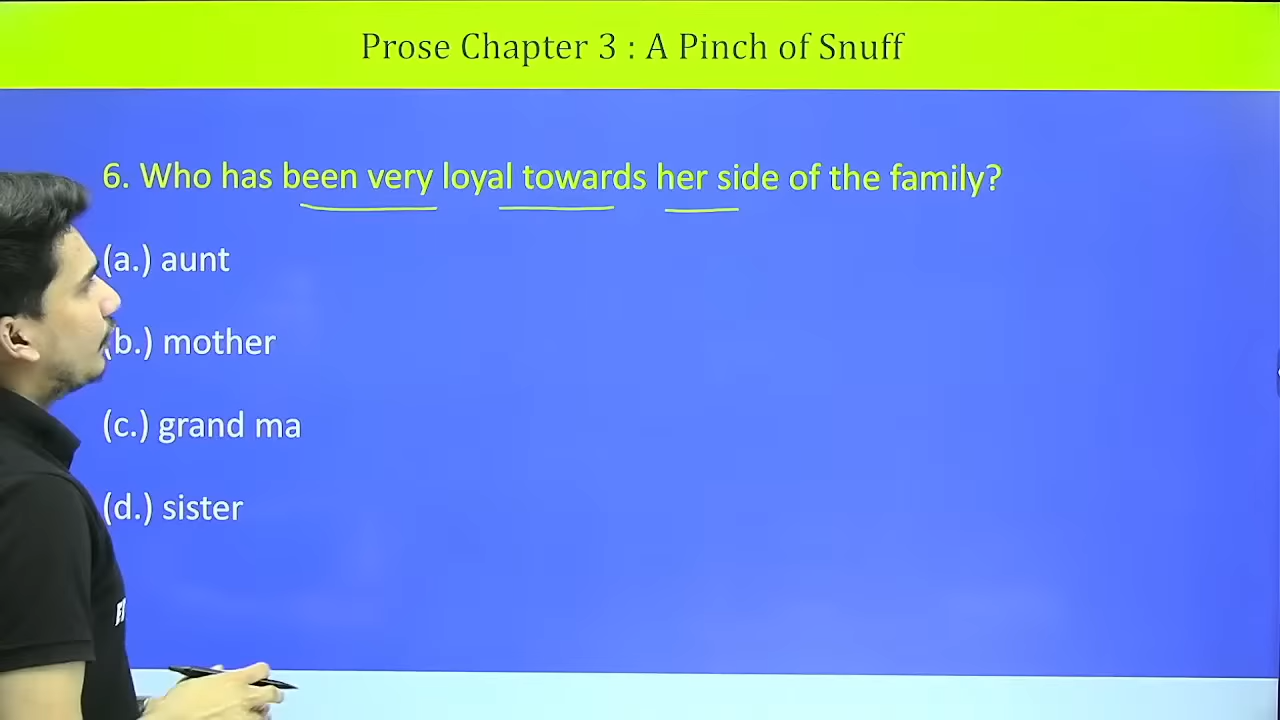 Prose Chapter 3 : A Pinch of Snuff
6. Who has been very loyal towards her side of the family?
(a.) aunt
(b.) mother
(c.) grand ma
(d.) sister